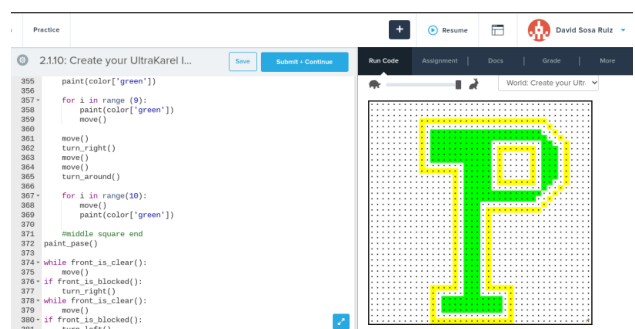 Practice
+
Resume
David Sosa Ruiz
2.1.10: Create your UltraKarel I...
Save
Submit + Continue
Run Code
Assignment
Docs
Grade
More
World: Create your Ultr
355 paint(color['green'])
356
357 for i in range (9):
358 paint(color['green'])
359 move()
360
361 move()
362 turn_right()
363 move()
364 move()
365 turn_around()
366
367 for i in range(10):
368 move()
369 paint(color['green'])
370
371 #middle square end
372 paint_pase()
373
374 while front_is_clear():
375 move()
376 if front_is_blocked():
377 turn_right()
378 while front_is_clear():
379 move()
380 if front_is_blocked():
381 turn_left()